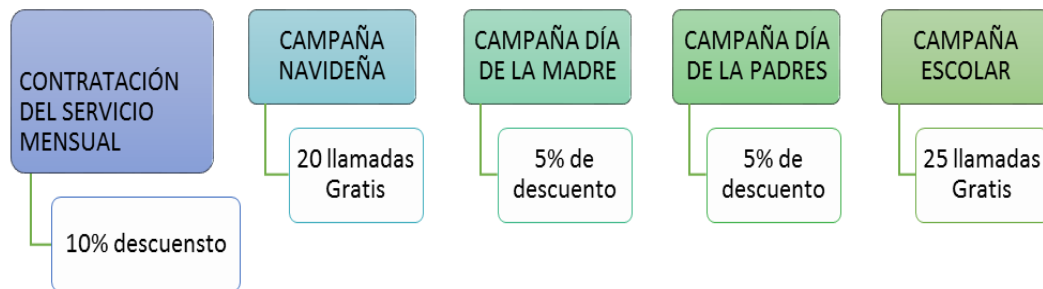 CONTRATACIÓN
DEL SERVICIO
MENSUAL
10% descuensto
CAMPAÑA
NAVIDEÑA
20 llamadas
Gratis
CAMPAÑA DÍA
DE LA MADRE
5% de
descuento
CAMPAÑA DÍA
DE LA PADRES
5% de
descuento
CAMPAÑA
ESCOLAR
25 llamadas
Gratis